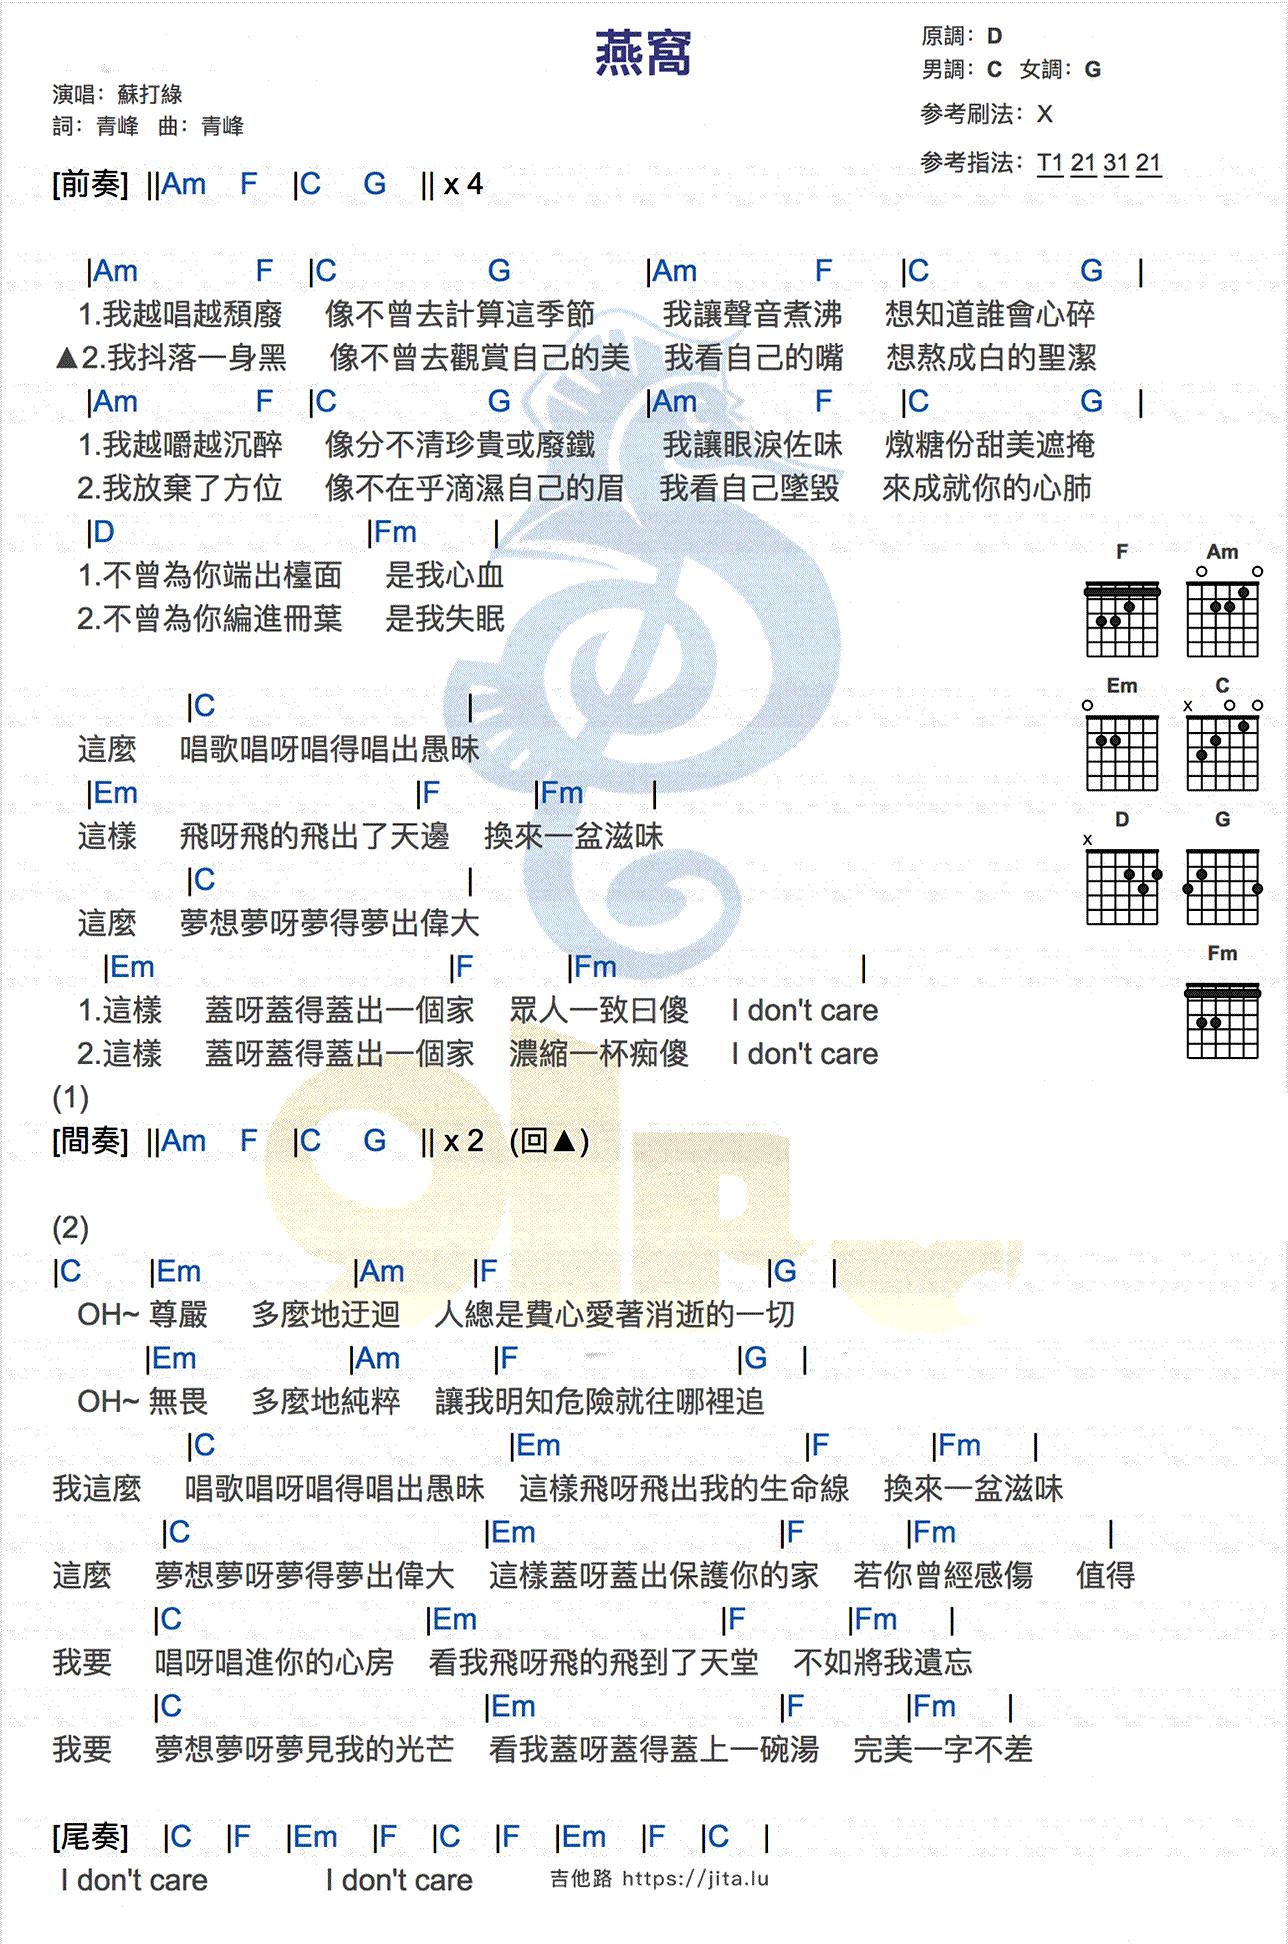 燕窩
原調：D
男調：C 女調：G
演唱：蘇打綠
詞：青峰 曲：青峰
參考刷法：X
參考指法：T1 21 31 21
[前奏] ||Am F |C G || x 4
|Am F |C G |Am F |C G |
1.我越唱越頹廢 像不曾去計算這季節 我讓聲音煮沸 想知道誰會心碎
▲2.我抖落一身黑 像不曾去觀賞自己的美 我看自己的嘴 想熬成白的聖潔
|Am F |C G |Am F |C G |
1.我越嚼越沉醉 像分不清珍貴或廢鐵 我讓眼淚佐味 燉糖份甜美遮掩
2.我放棄了方位 像不在乎滴濕自己的眉 我看自己墜毀 來成就你的心肺
|D |Fm |
1.不曾為你端出檯面 是我心血
2.不曾為你編進冊葉 是我失眠
|C |
這麼 唱歌唱呀唱得唱出愚昧
|Em |F |Fm |
這樣 飛呀飛的飛出了天邊 換來一盆滋味
|C |
這麼 夢想夢呀夢得夢出偉大
|Em |F |Fm |
1.這樣 蓋呀蓋得蓋出一個家 眾人一致曰傻 I don't care
2.這樣 蓋呀蓋得蓋出一個家 濃縮一杯痴傻 I don't care
(1)
[間奏] ||Am F |C G || x 2 (回▲)
(2)
|C |Em |Am |F |G |
OH~ 尊嚴 多麼地迂迴 人總是費心愛著消逝的一切
|Em |Am |F |G |
OH~ 無畏 多麼地純粹 讓我明知危險就往哪裡追
|C |Em |F |Fm |
我這麼 唱歌唱呀唱得唱出愚昧 這樣飛呀飛出我的生命線 換來一盆滋味
|C |Em |F |Fm |
這麼 夢想夢呀夢得夢出偉大 這樣蓋呀蓋出保護你的家 若你曾經感傷 值得
|C |Em |F |Fm |
我要 唱呀唱進你的心房 看我飛呀飛的飛到了天堂 不如將我遺忘
|C |Em |F |Fm |
我要 夢想夢呀夢見我的光芒 看我蓋呀蓋得蓋上一碗湯 完美一字不差
[尾奏] |C |F |Em |F |C |F |Em |F |C |
I don't care I don't care
吉他路 https://jita.lu
F Am
Em C
x
D G
x
Fm